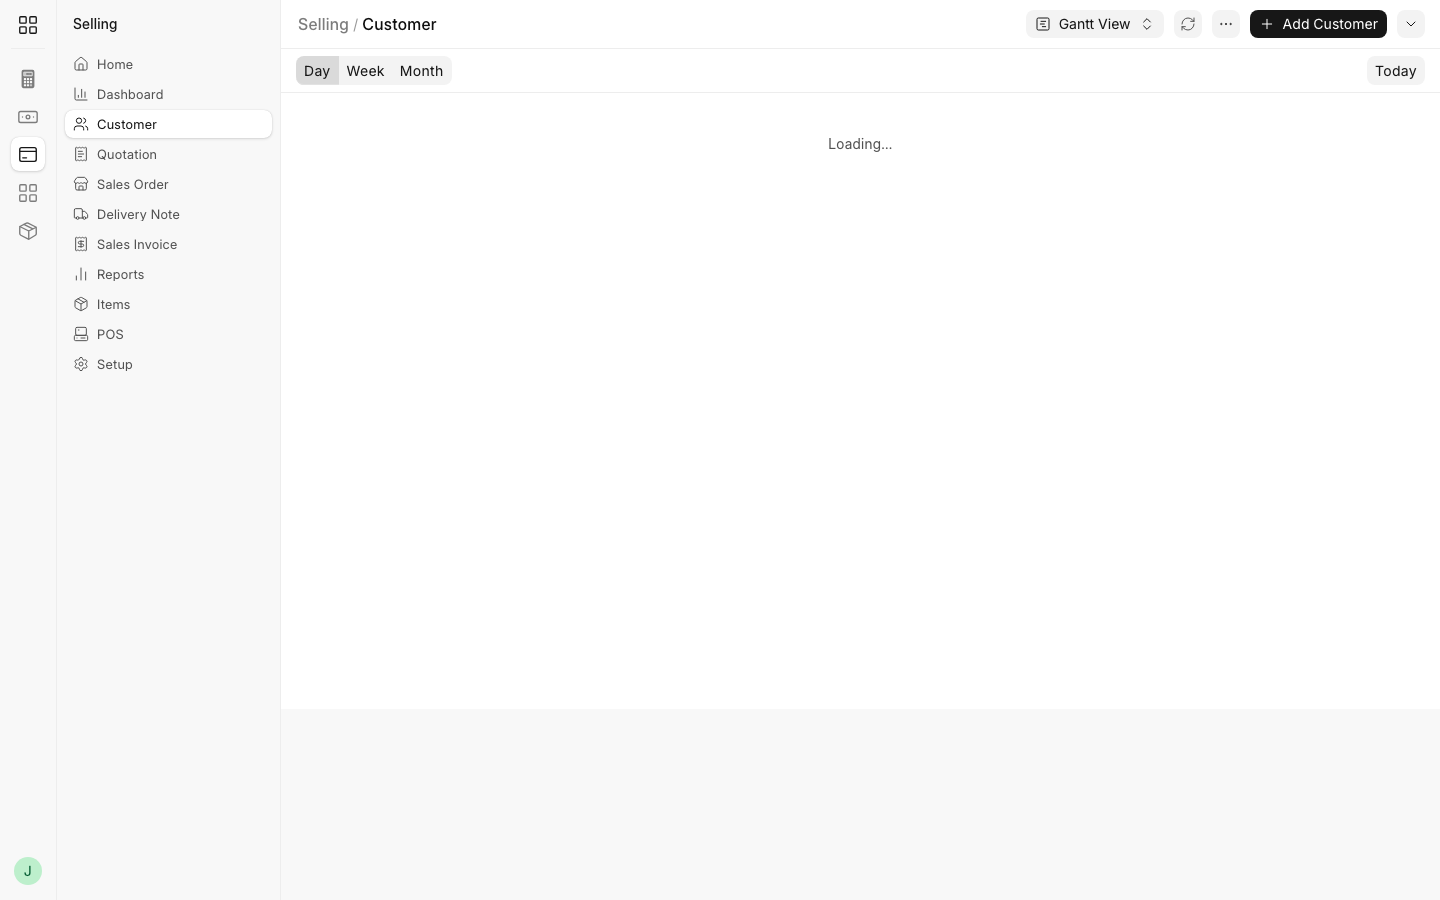 Selling
Home
Dashboard
Customer
Quotation
Sales Order
Delivery Note
Sales Invoice
Reports
Items
POS
Setup
J
Selling / Customer
Gantt View
Add Customer
Day Week Month
Today
Loading...